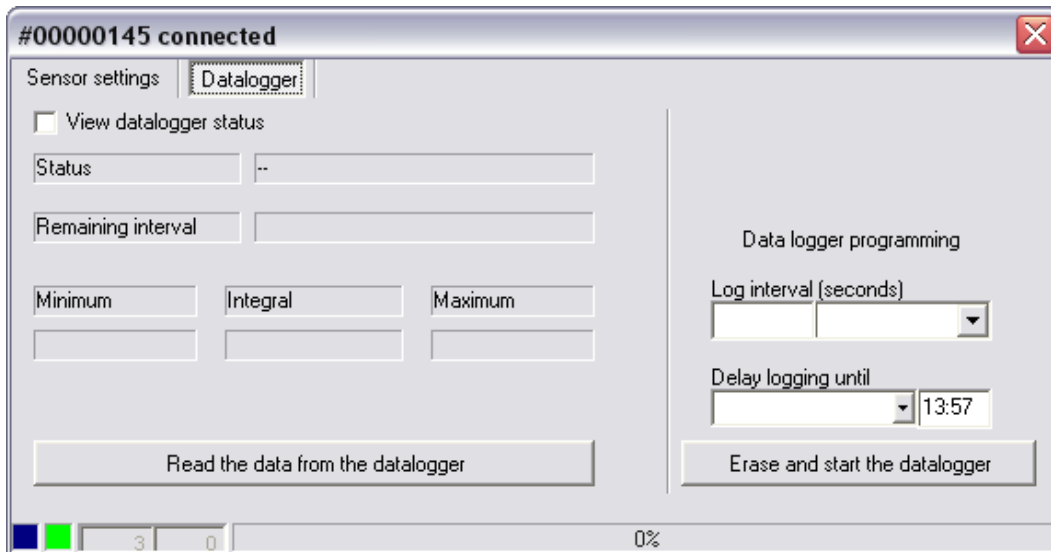 #00000145 connected
Sensor settings
Datalogger
View datalogger status
Status
--
Remaining interval
Minimum
Integral
Maximum
Read the data from the datalogger
Data logger programming
Log interval (seconds)
Delay logging until
13:57
Erase and start the datalogger
3
0
0%